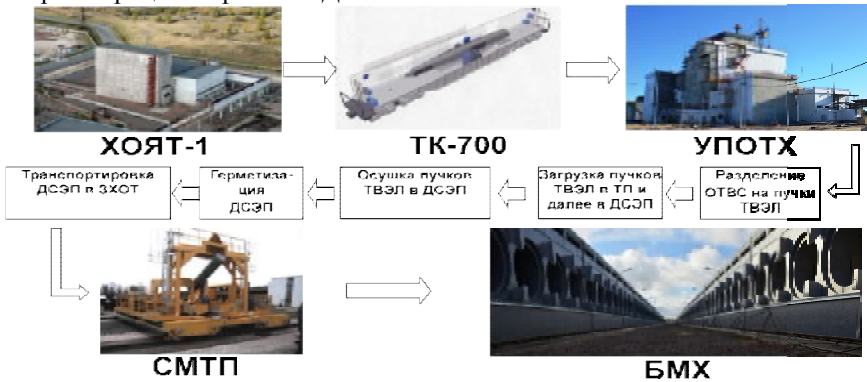 ХОЯТ-1
ТК-700
УПОТХ
Транспортировка
ДСЭП в ЗХОТ
Герметиза-
ция
ДСЭП
Осушка пучков
ТВЭЛ в ДСЭП
Загрузка пучков
ТВЭЛ в ТП и
далее в ДСЭП
Разделение
ОТВС на пучки
ТВЭЛ
СМТП
БМХ